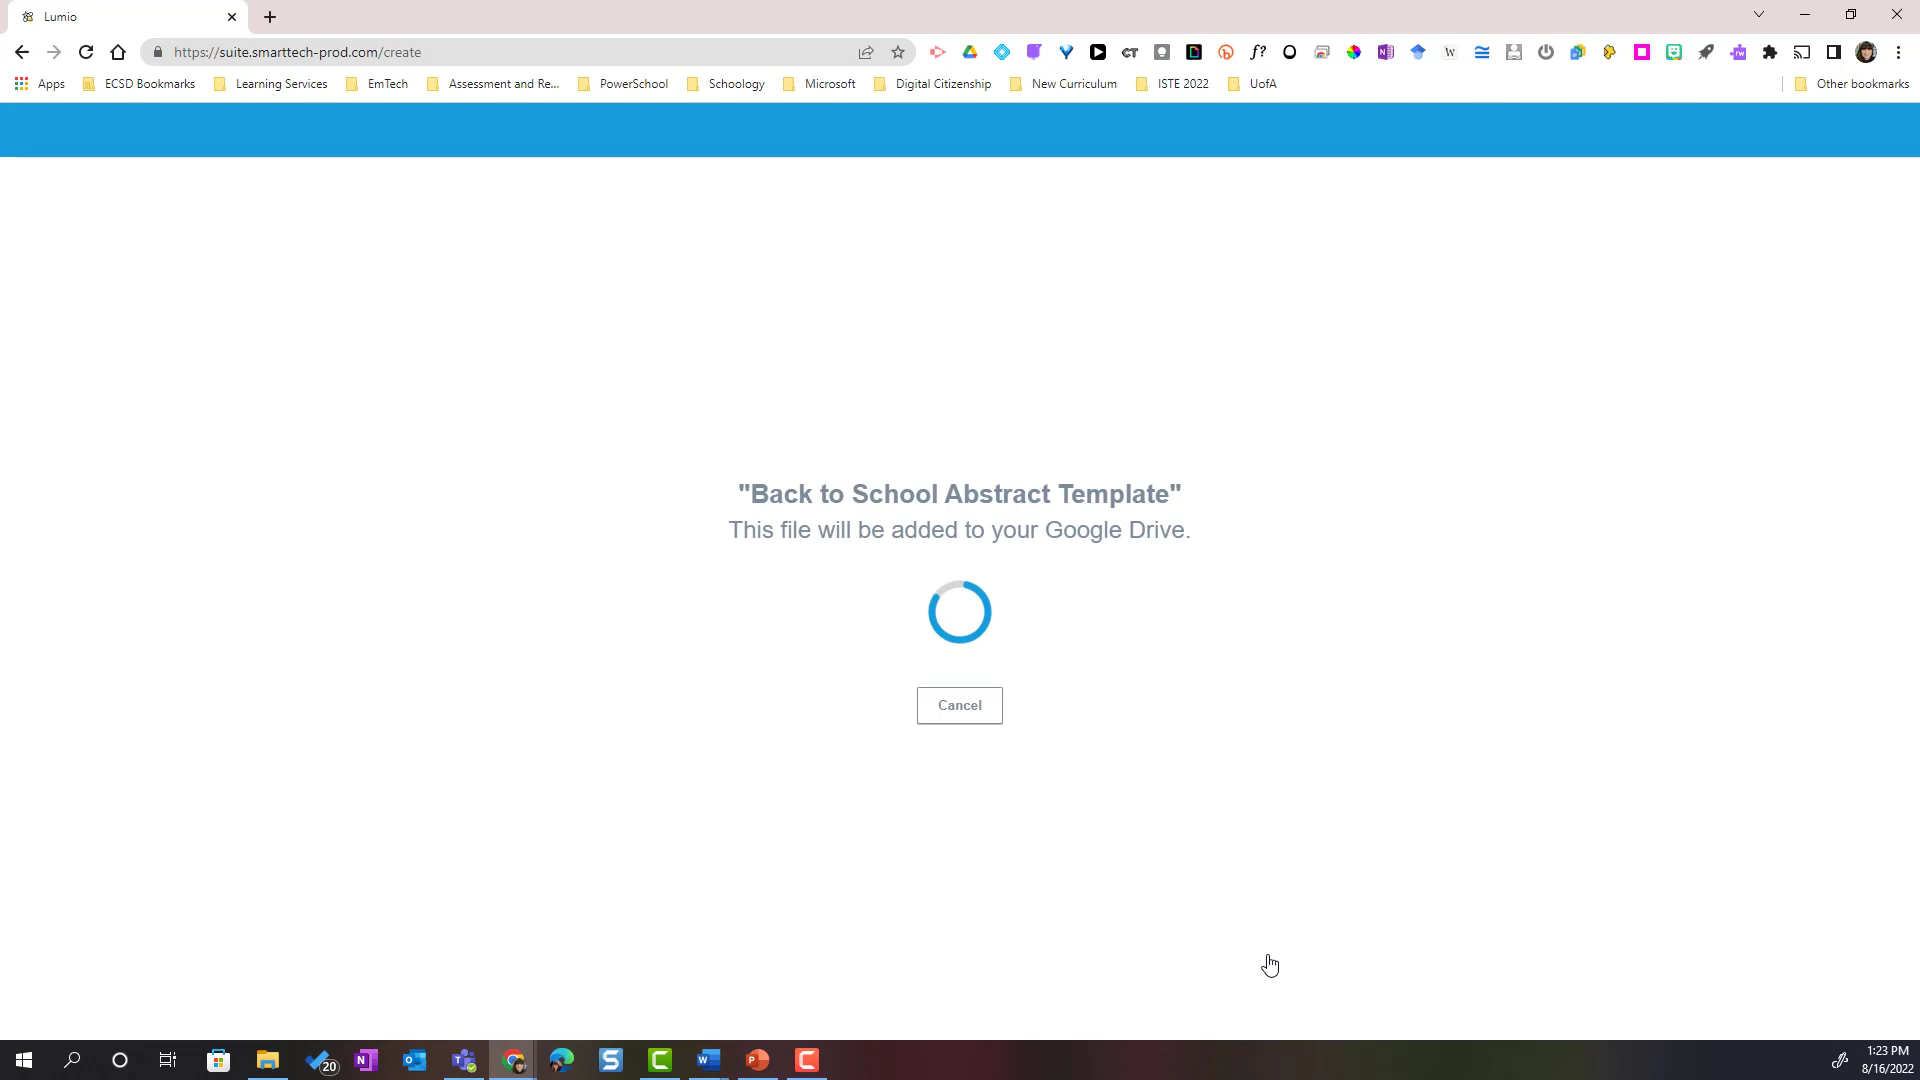 Lumio
https://suite.smarttech-prod.com/create
Apps ECSD Bookmarks Learning Services EmTech Assessment and Re... PowerSchool Schoology Microsoft Digital Citizenship New Curriculum ISTE 2022 UofA Other bookmarks
"Back to School Abstract Template"
This file will be added to your Google Drive.
Cancel
20
1:23 PM
8/16/2022